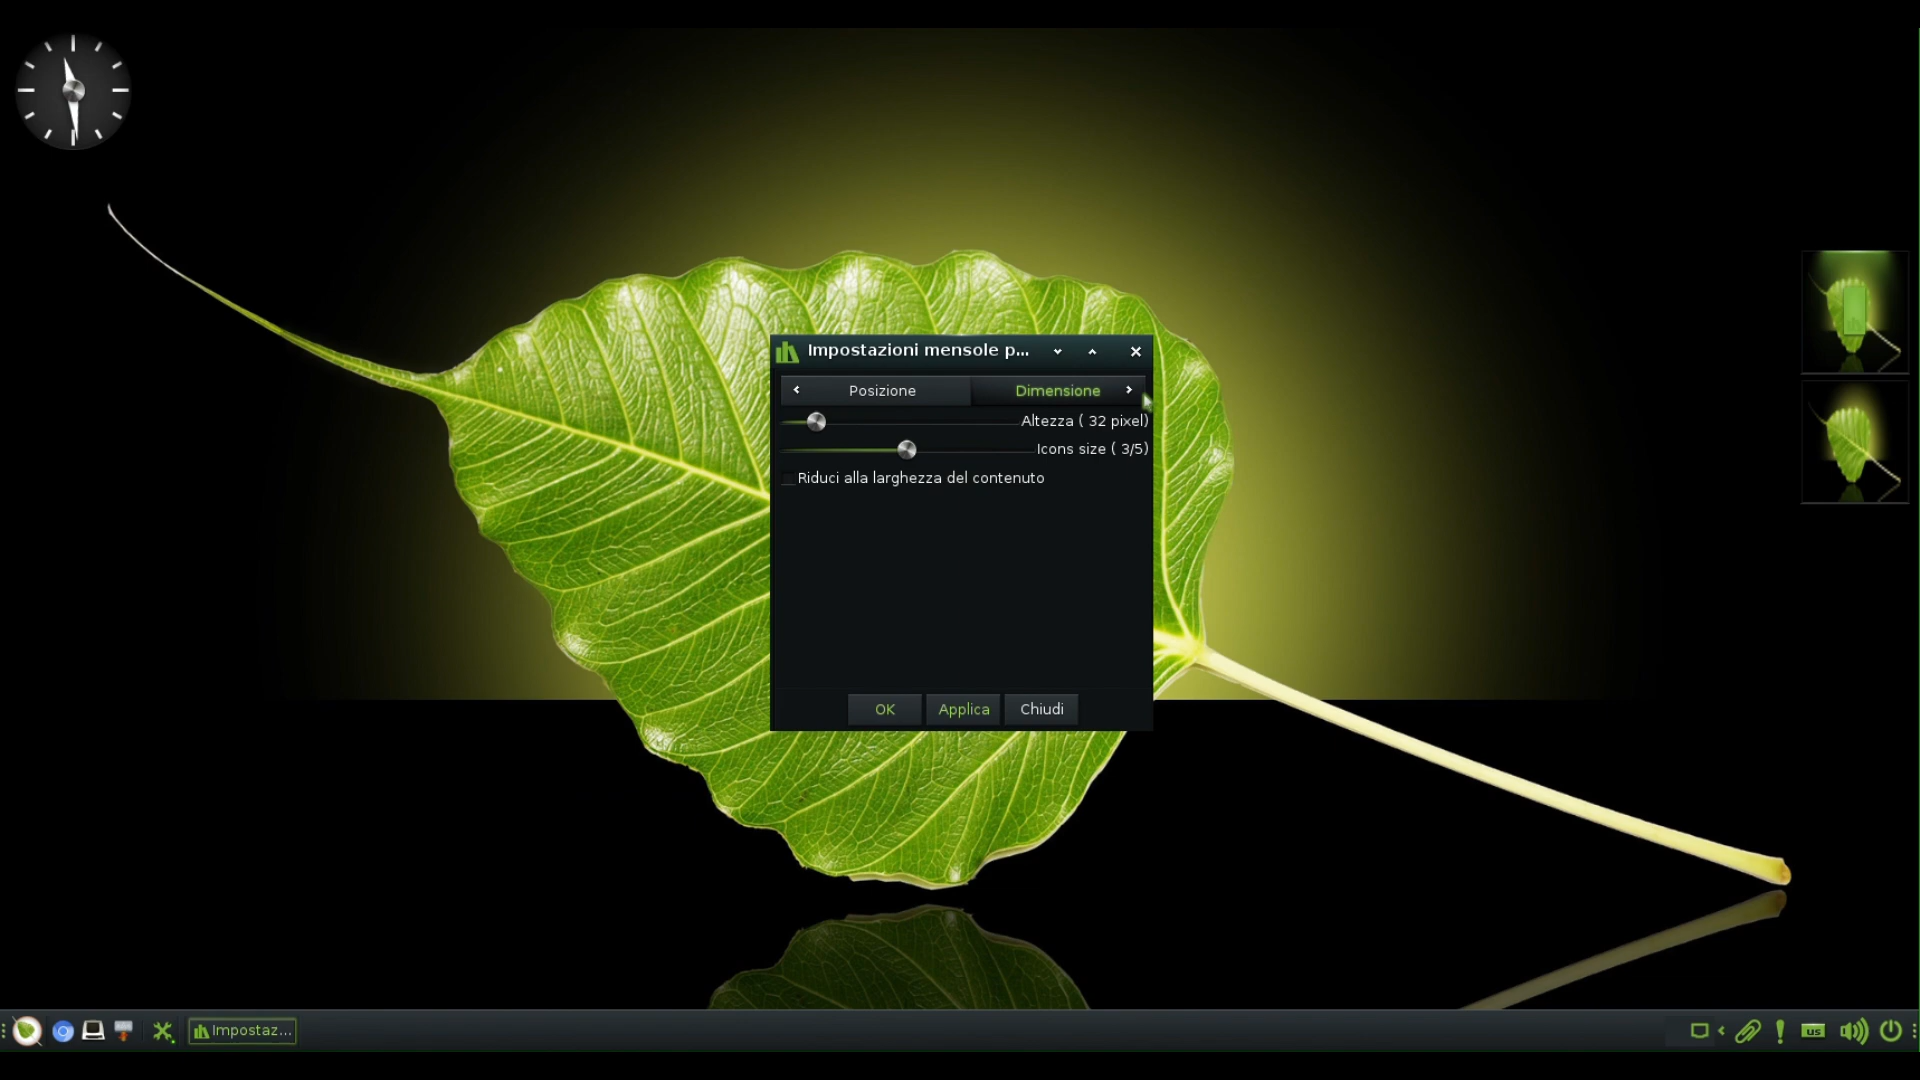 Impostazioni mensole p...
Posizione
Dimensione
Altezza ( 32 pixel)
Icons size ( 3/5)
Riduci alla larghezza del contenuto
OK
Applica
Chiudi
Impostaz...
us